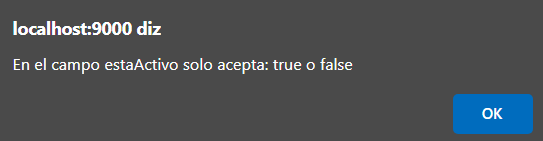 localhost:9000 diz
En el campo estaActivo solo acepta: true o false
OK